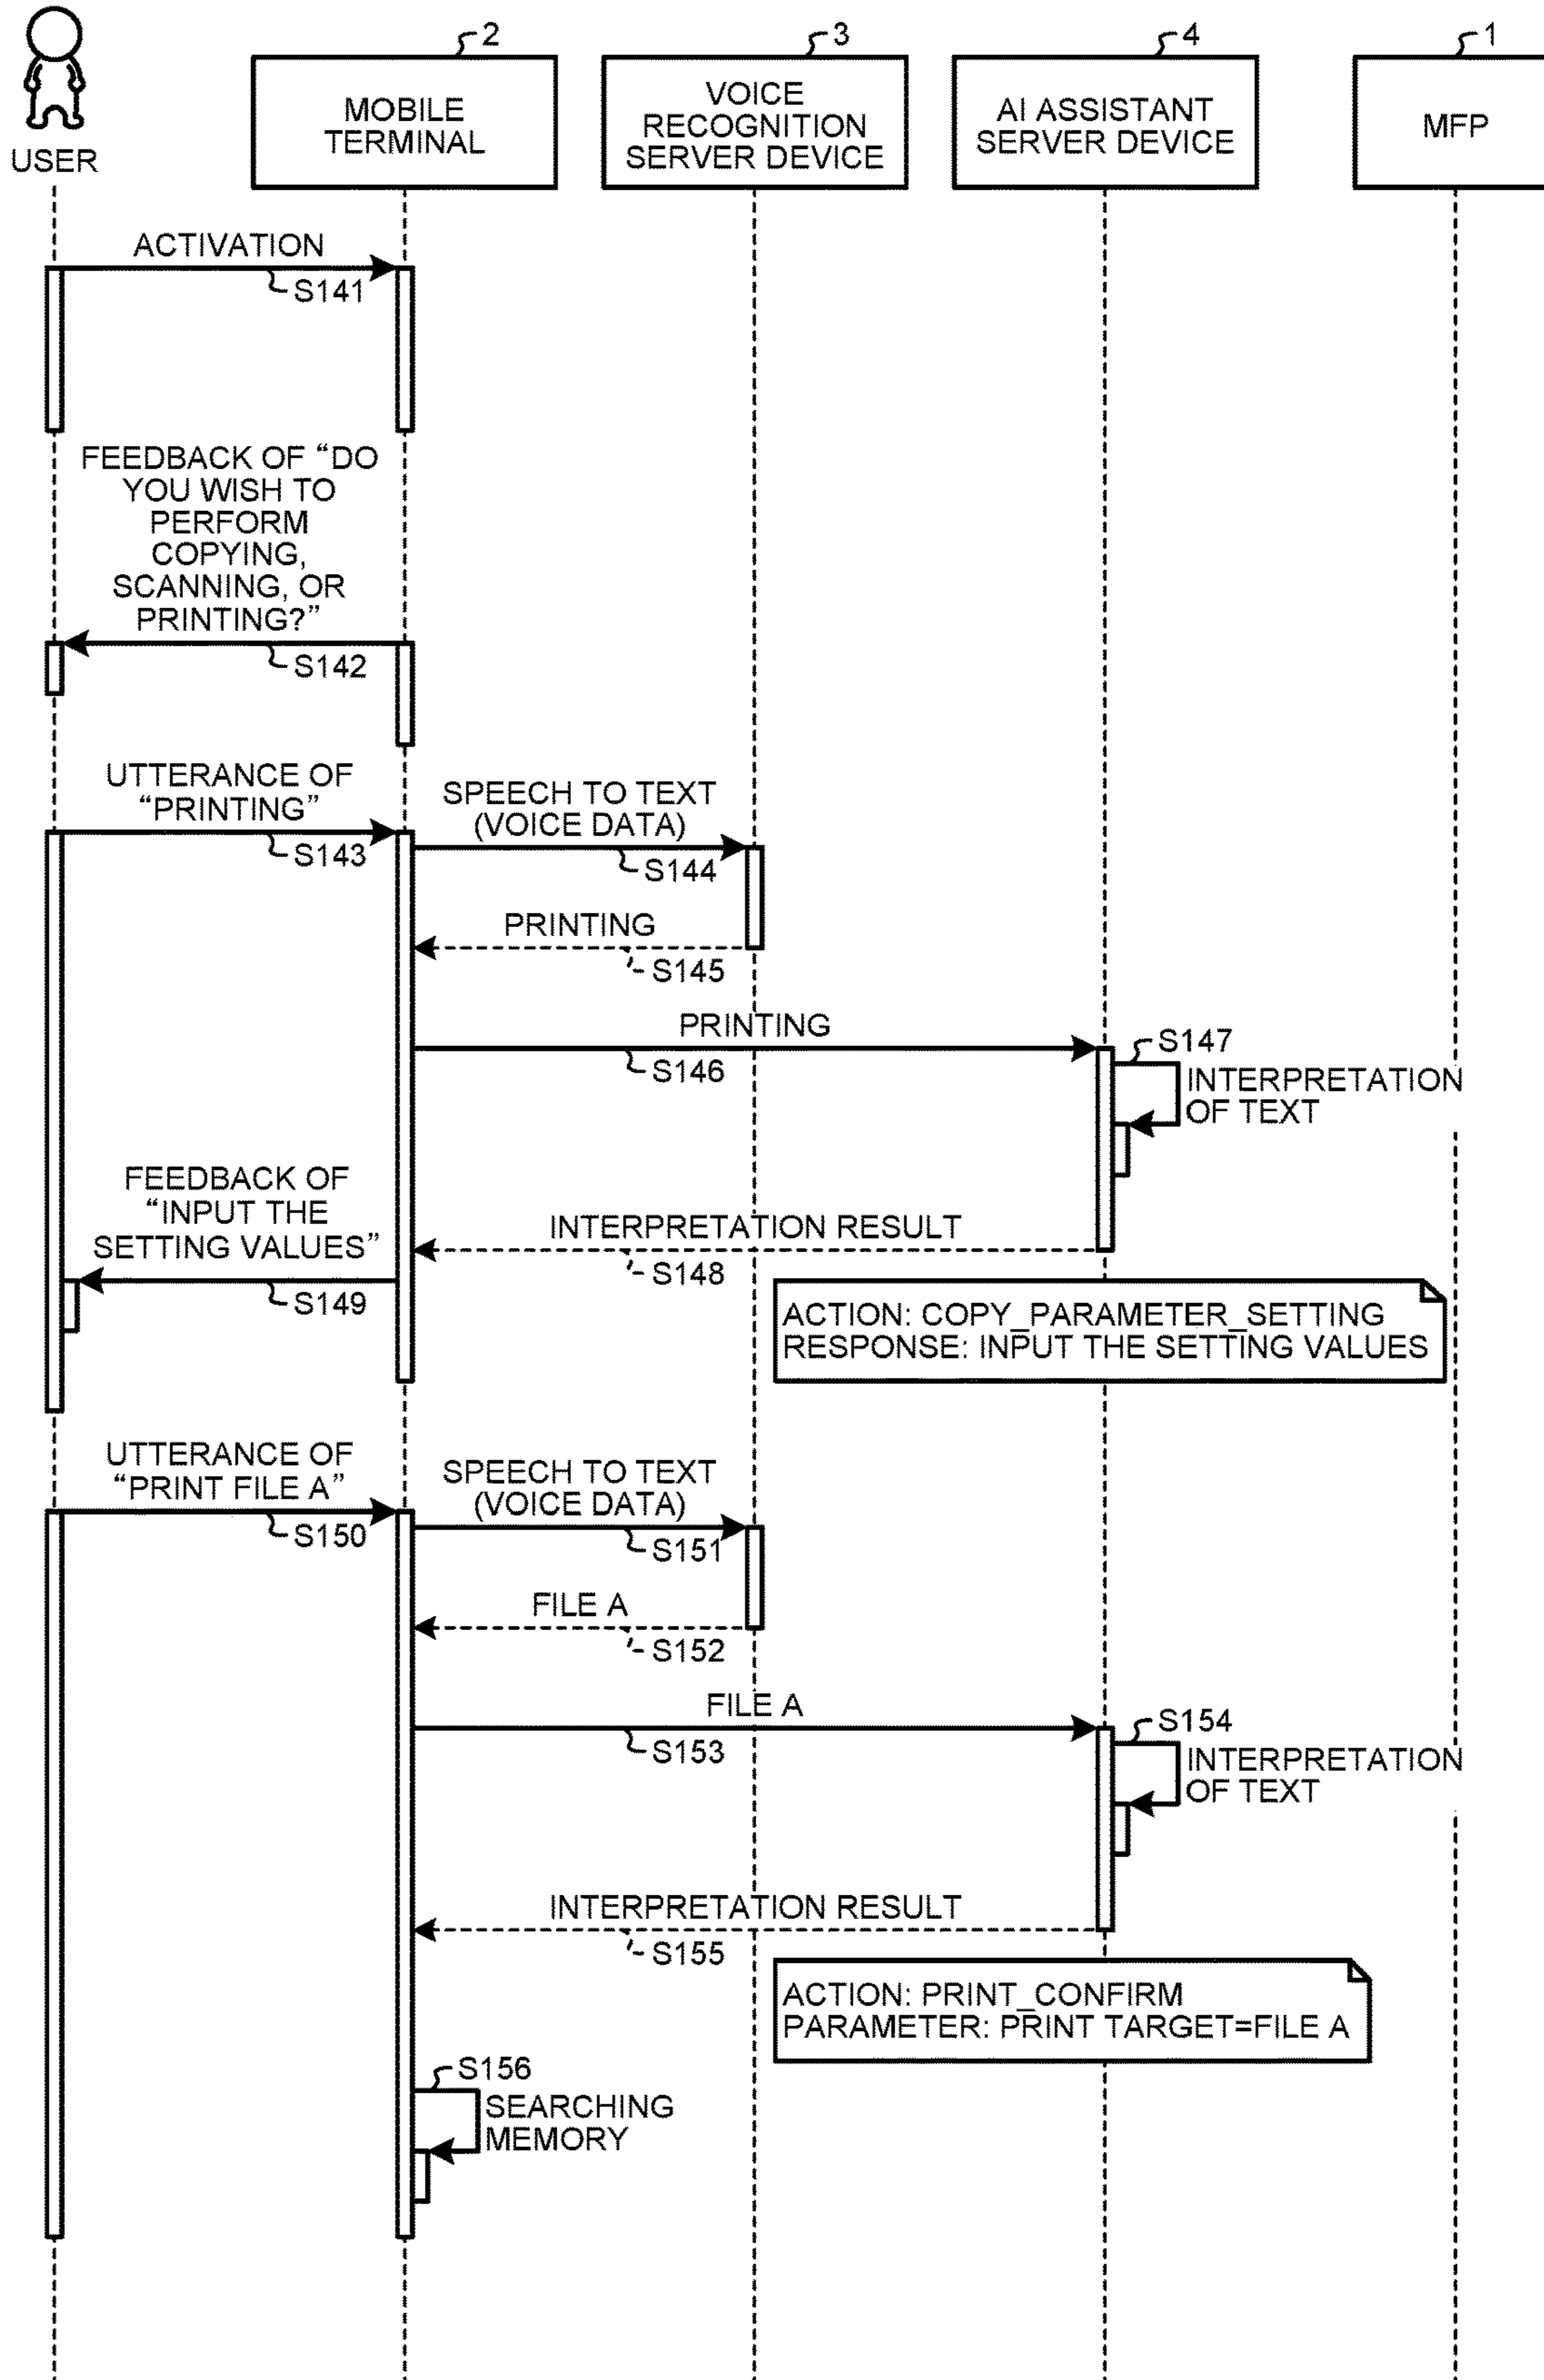 2
3
4
1
MOBILE
TERMINAL
VOICE
RECOGNITION
SERVER DEVICE
AI ASSISTANT
SERVER DEVICE
MFP
USER
ACTIVATION
S141
FEEDBACK OF “DO
YOU WISH TO
PERFORM
COPYING,
SCANNING, OR
PRINTING?”
S142
UTTERANCE OF
“PRINTING”
S143
SPEECH TO TEXT
(VOICE DATA)
S144
PRINTING
S145
PRINTING
S146
S147
INTERPRETATION
OF TEXT
INTERPRETATION RESULT
S148
FEEDBACK OF
“INPUT THE
SETTING VALUES”
S149
ACTION: COPY_PARAMETER_SETTING
RESPONSE: INPUT THE SETTING VALUES
UTTERANCE OF
“PRINT FILE A”
S150
SPEECH TO TEXT
(VOICE DATA)
S151
FILE A
S152
FILE A
S153
S154
INTERPRETATION
OF TEXT
INTERPRETATION RESULT
S155
ACTION: PRINT_CONFIRM
PARAMETER: PRINT TARGET=FILE A
S156
SEARCHING
MEMORY